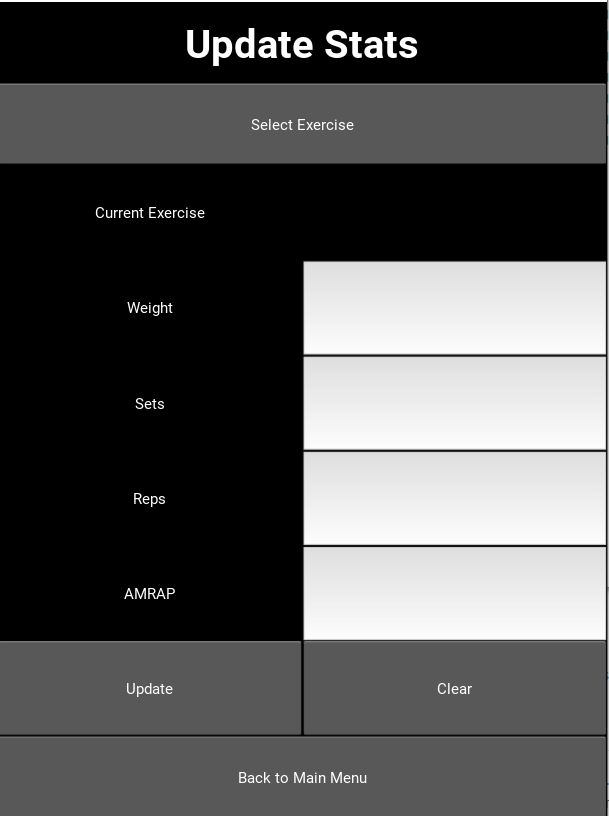 Update Stats
Select Exercise
Current Exercise
Weight
Sets
Reps
AMRAP
Update
Clear
Back to Main Menu